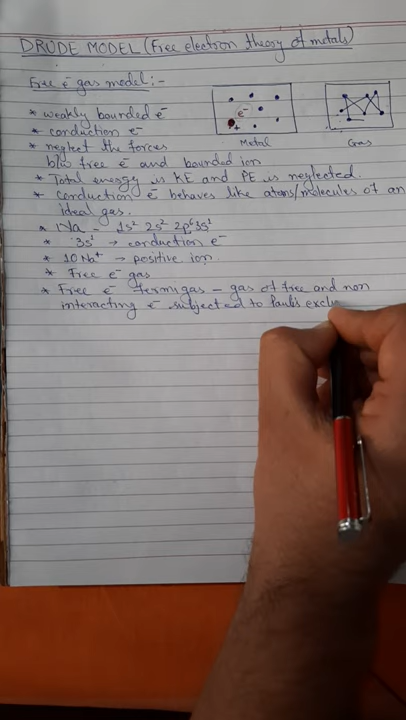 DRUDE MODEL (Free electron theory of metals)
Free e⁻ gas model:-
* weakly bounded e⁻
* conduction e⁻
* neglect the forces
b/w free e⁻ and bounded ion
e⁻
+
Metal
Gas
* Total energy is KE and PE is neglected.
* conduction e⁻ behaves like atoms/molecules of an
ideal gas.
* Na – 1s² 2s² 2p⁶ 3s¹
* 3s¹ → conduction e⁻
* 10 Na⁺ → positive ion.
* Free e⁻ gas
* Free e⁻ Fermigas – gas of free and non
interacting e⁻ subjected to Pauli's exclu